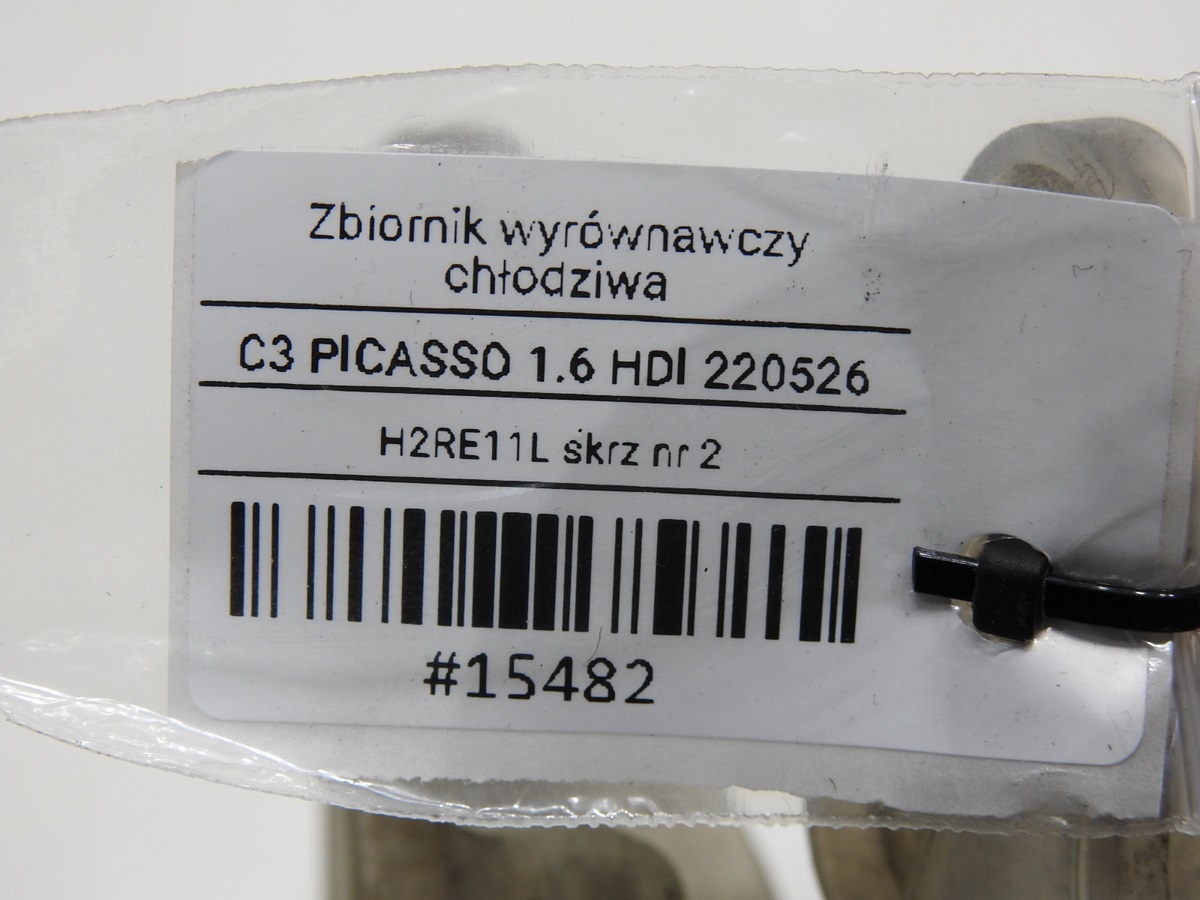 Zbiornik wyrównawczy
chłodziwa
C3 PICASSO 1.6 HDI 220526
H2RE11L skrz nr 2
#15482